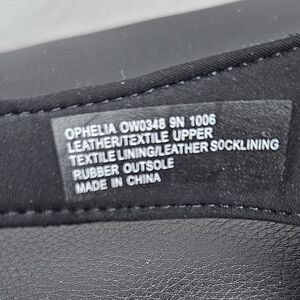 OPHELIA OW0348 9N 1006
LEATHER/TEXTILE UPPER
TEXTILE LINING/LEATHER SOCKLINING
RUBBER OUTSOLE
MADE IN CHINA